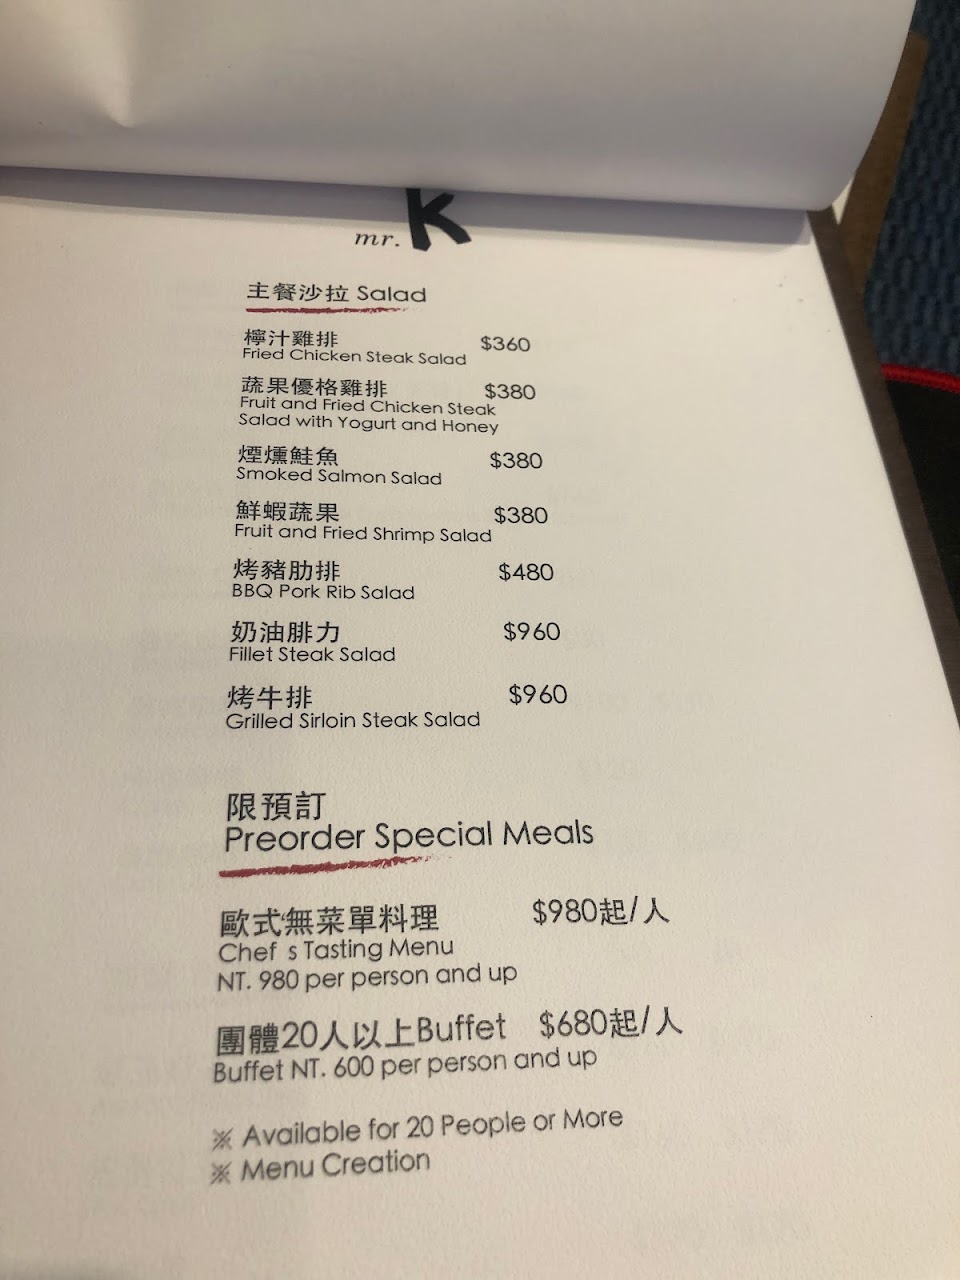 mr. K
主餐沙拉 Salad
檸汁雞排 $360
Fried Chicken Steak Salad
蔬果優格雞排 $380
Fruit and Fried Chicken Steak
Salad with Yogurt and Honey
煙燻鮭魚 $380
Smoked Salmon Salad
鮮蝦蔬果 $380
Fruit and Fried Shrimp Salad
烤豬肋排 $480
BBQ Pork Rib Salad
奶油腓力 $960
Fillet Steak Salad
烤牛排 $960
Grilled Sirloin Steak Salad
限預訂
Preorder Special Meals
歐式‘無菜單料理 $980起/人
Chef s Tasting Menu
NT. 980 per person and up
團體20人以上Buffet $680起/人
Buffet NT. 600 per person and up
※ Available for 20 People or More
※ Menu Creation